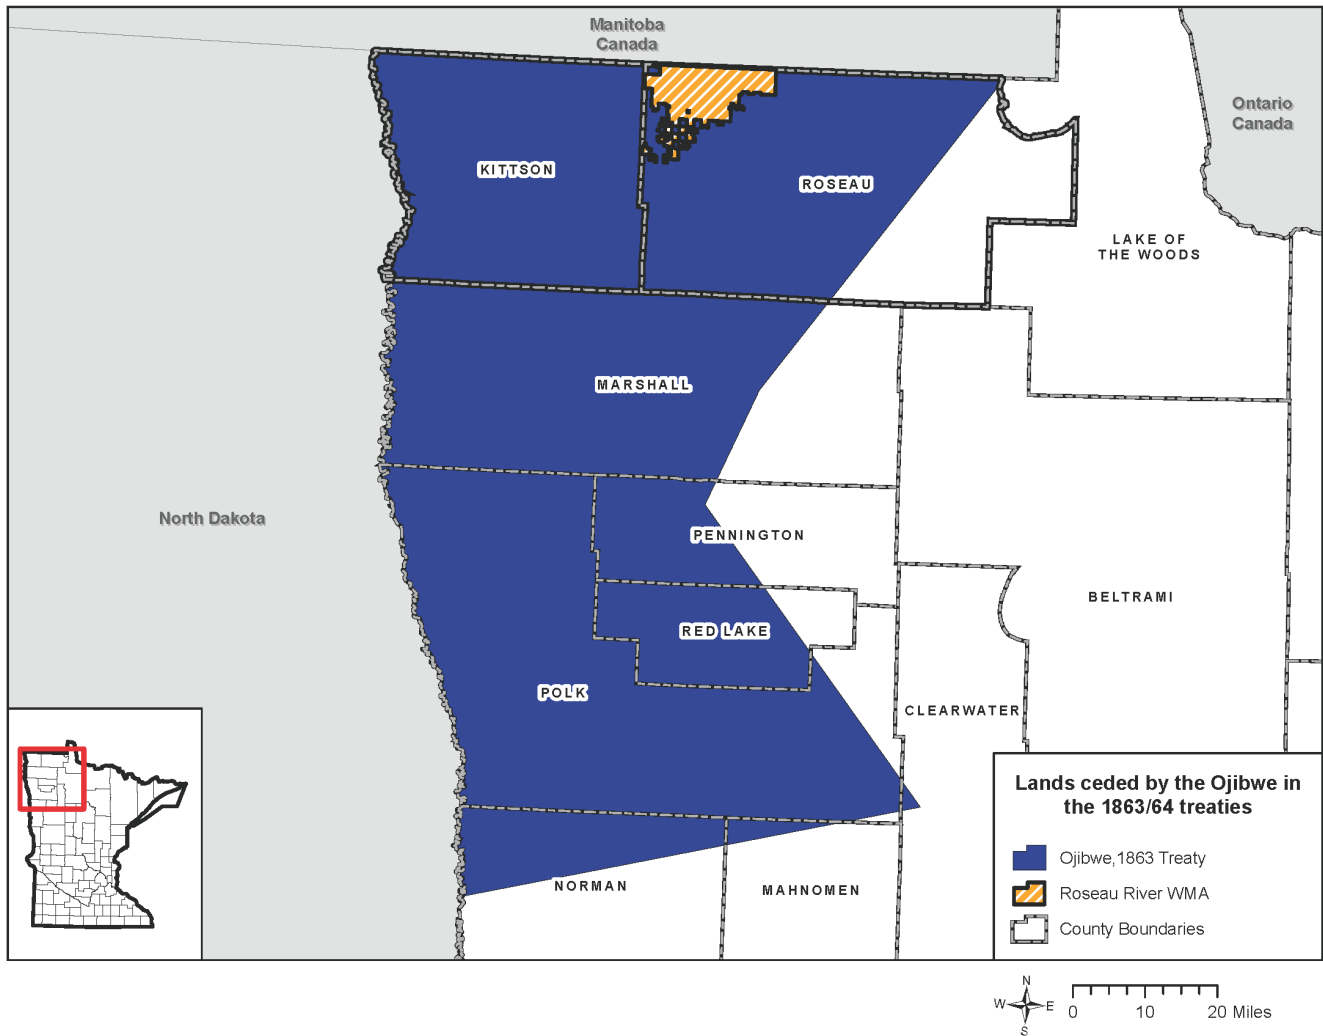 Manitoba
Canada
Ontario
Canada
KITTSON
ROSEAU
LAKE OF
THE WOODS
MARSHALL
North Dakota
PENNINGTON
BELTRAMI
RED LAKE
POLK
CLEARWATER
NORMAN
MAHNOMEN
Lands ceded by the Ojibwe in
the 1863/64 treaties
Ojibwe,1863 Treaty
Roseau River WMA
County Boundaries
N
W
E
S
0 10 20 Miles